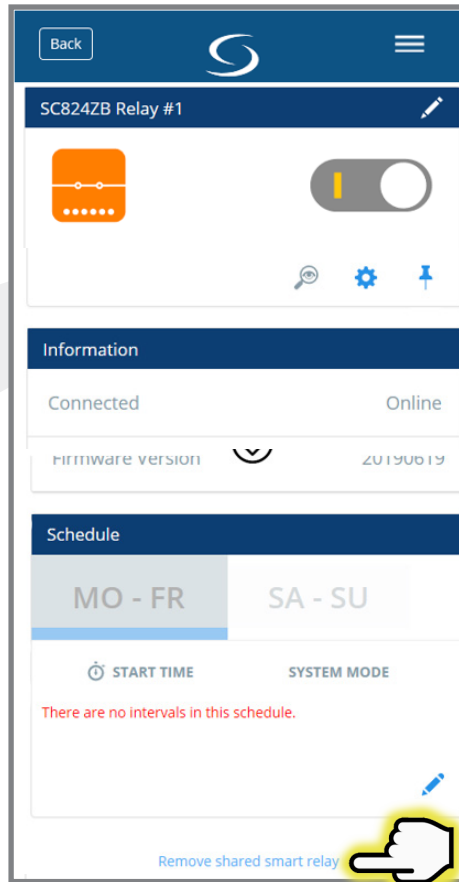 Back
SC824ZB Relay #1
Information
Connected Online
Firmware Version 20190619
Schedule
MO - FR SA - SU
START TIME SYSTEM MODE
There are no intervals in this schedule.
Remove shared smart relay